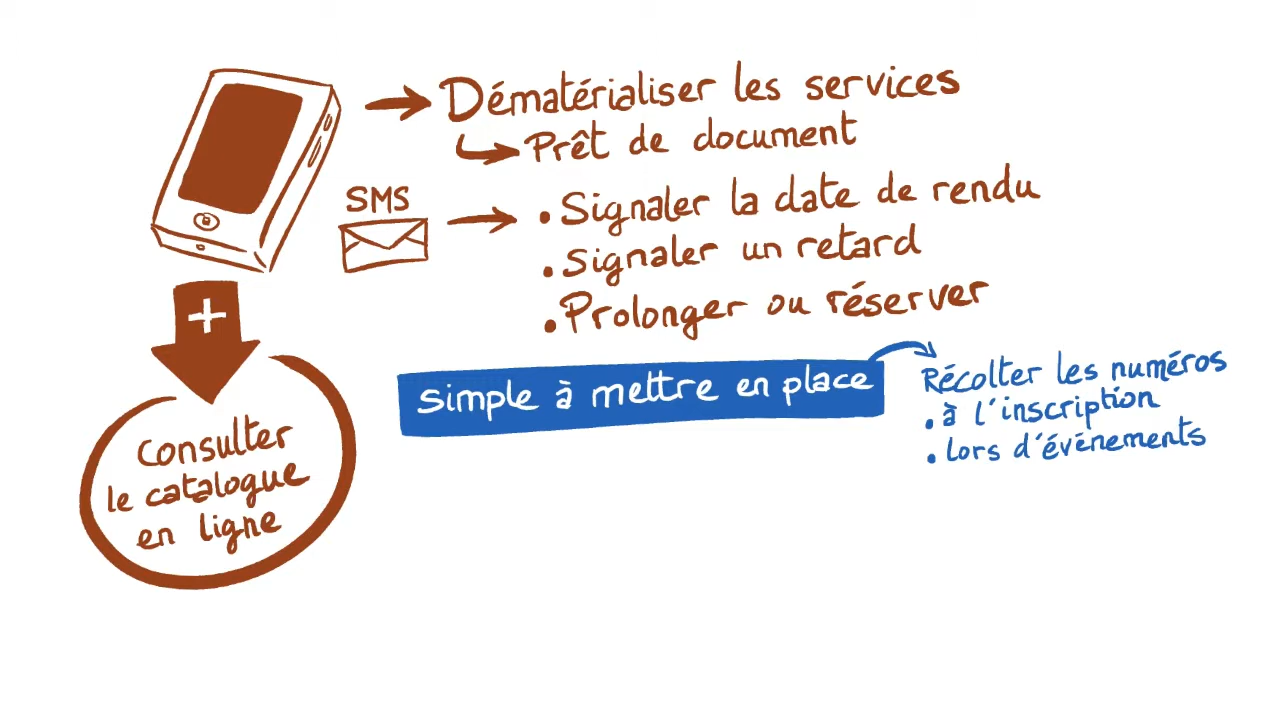 Dématérialiser les services
Prêt de document
SMS
• Signaler la date de rendu
• Signaler un retard
• Prolonger ou réserver
+
Consulter
le catalogue
en ligne
Simple à mettre en place
Récolter les numéros
• à l'inscription
• Lors d'événements